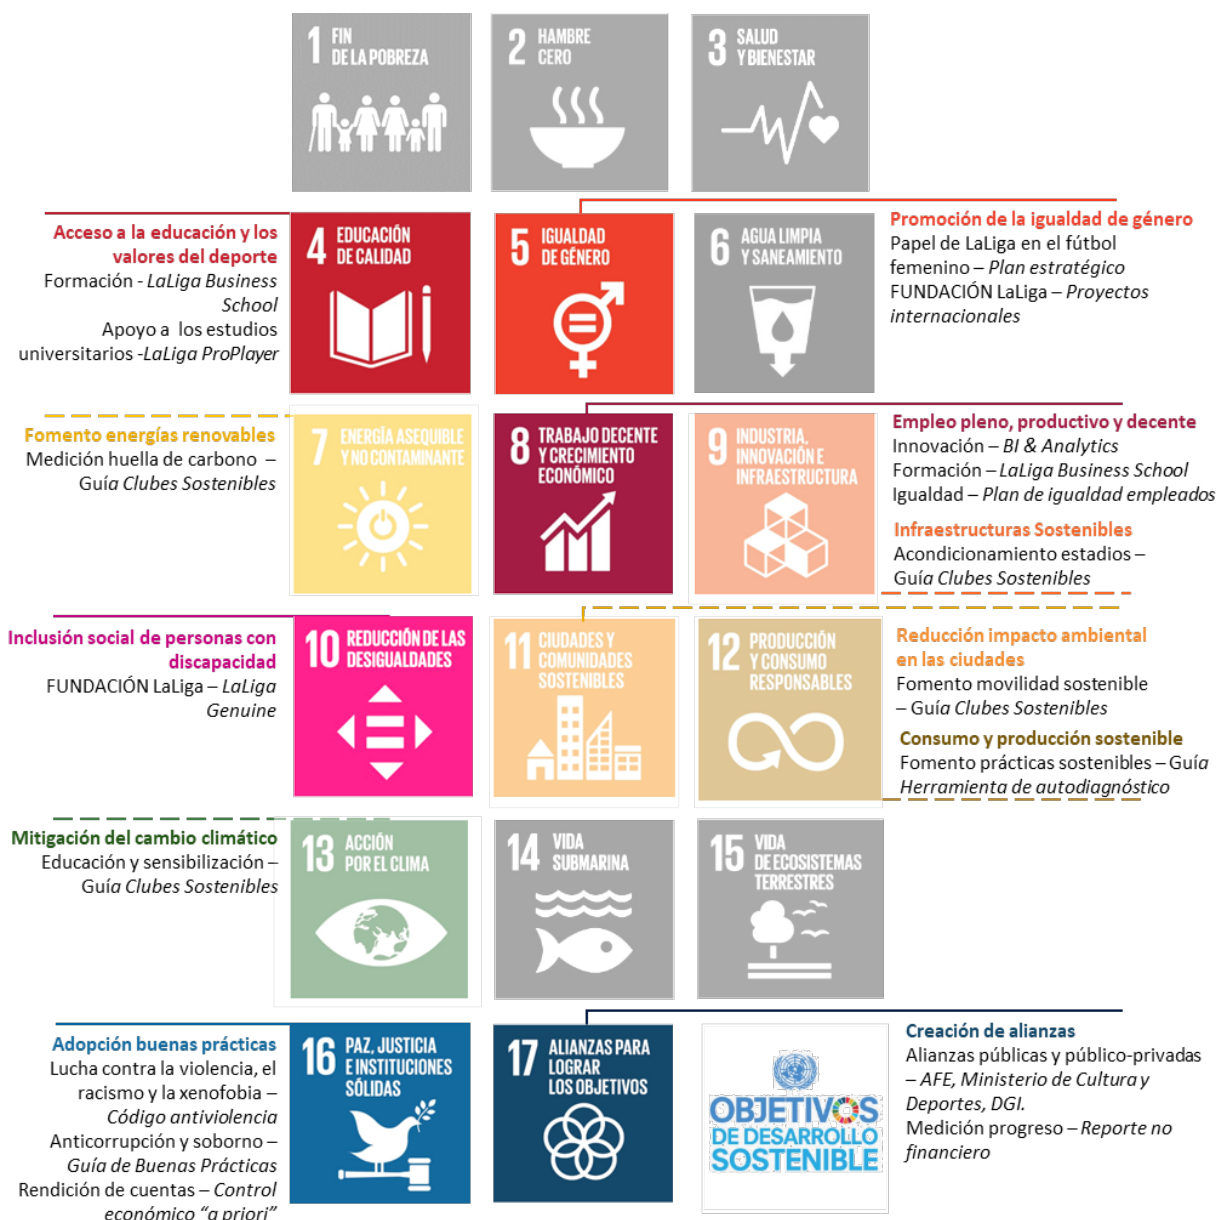 1 FIN
DE LA POBREZA
2 HAMBRE
CERO
3 SALUD
Y BIENESTAR
Acceso a la educación y los
valores del deporte
Formación - LaLiga Business
School
Apoyo a los estudios
universitarios -LaLiga ProPlayer
4 EDUCACIÓN
DE CALIDAD
5 IGUALDAD
DE GÉNERO
6 AGUA LIMPIA
Y SANEAMIENTO
Promoción de la igualdad de género
Papel de LaLiga en el fútbol
femenino – Plan estratégico
FUNDACIÓN LaLiga – Proyectos
internacionales
Fomento energías renovables
Medición huella de carbono –
Guía Clubes Sostenibles
7 ENERGÍA ASEQUIBLE
Y NO CONTAMINANTE
8 TRABAJO DECENTE
Y CRECIMIENTO
ECONÓMICO
9 INDUSTRIA,
INNOVACIÓN E
INFRAESTRUCTURA
Empleo pleno, productivo y decente
Innovación – BI & Analytics
Formación – LaLiga Business School
Igualdad – Plan de igualdad empleados
Infraestructuras Sostenibles
Acondicionamiento estadios –
Guía Clubes Sostenibles
Inclusión social de personas con
discapacidad
FUNDACIÓN LaLiga – LaLiga
Genuine
10 REDUCCIÓN DE LAS
DESIGUALDADES
11 CIUDADES Y
COMUNIDADES
SOSTENIBLES
12 PRODUCCIÓN
Y CONSUMO
RESPONSABLES
Reducción impacto ambiental
en las ciudades
Fomento movilidad sostenible
– Guía Clubes Sostenibles
Consumo y producción sostenible
Fomento prácticas sostenibles – Guía
Herramienta de autodiagnóstico
Mitigación del cambio climático
Educación y sensibilización –
Guía Clubes Sostenibles
13 ACCIÓN
POR EL CLIMA
14 VIDA
SUBMARINA
15 VIDA
DE ECOSISTEMAS
TERRESTRES
Adopción buenas prácticas
Lucha contra la violencia, el
racismo y la xenofobia –
Código antiviolencia
Anticorrupción y soborno –
Guía de Buenas Prácticas
Rendición de cuentas – Control
económico “a priori”
16 PAZ, JUSTICIA
E INSTITUCIONES
SÓLIDAS
17 ALIANZAS PARA
LOGRAR
LOS OBJETIVOS
OBJETIVOS
DE DESARROLLO
SOSTENIBLE
Creación de alianzas
Alianzas públicas y público-privadas
– AFE, Ministerio de Cultura y
Deportes, DGI.
Medición progreso – Reporte no
financiero